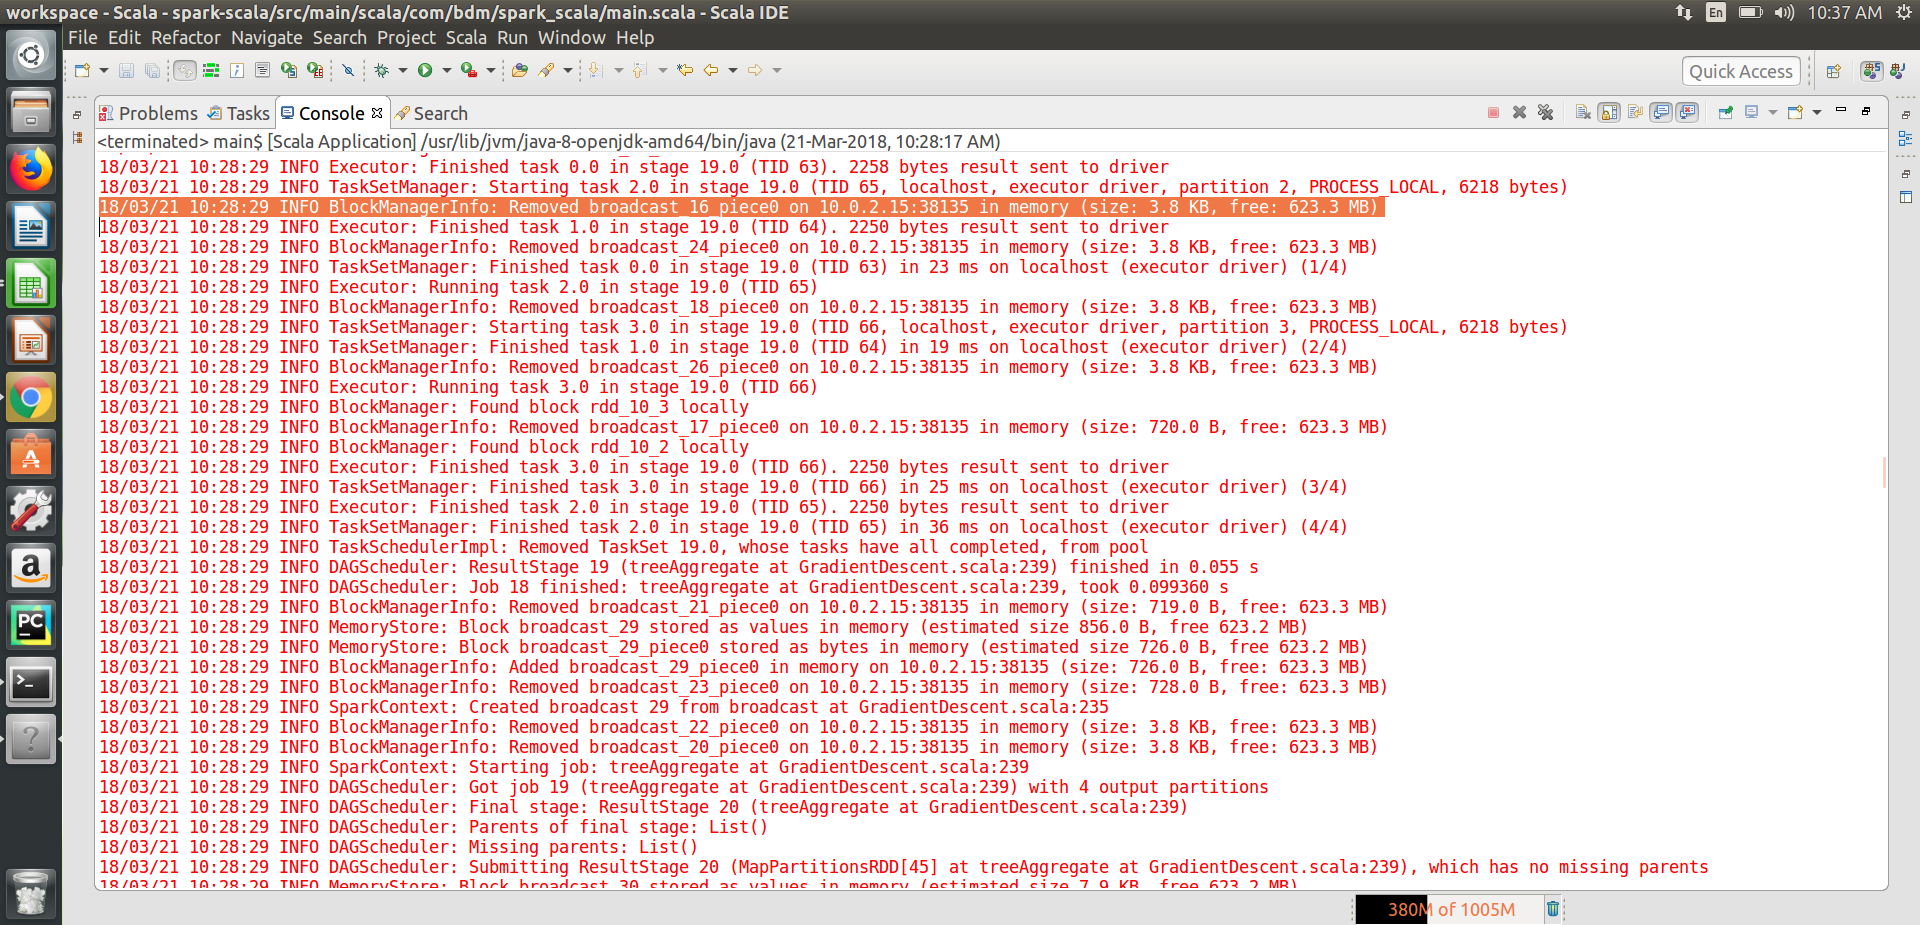 workspace - Scala - spark-scala/src/main/scala/com/bdm/spark_scala/main.scala - Scala IDE
En
10:37 AM
File Edit Refactor Navigate Search Project Scala Run Window Help
Quick Access
Problems Tasks Console Search
<terminated> main$ [Scala Application] /usr/lib/jvm/java-8-openjdk-amd64/bin/java (21-Mar-2018, 10:28:17 AM)
18/03/21 10:28:29 INFO Executor: Finished task 0.0 in stage 19.0 (TID 63). 2258 bytes result sent to driver
18/03/21 10:28:29 INFO TaskSetManager: Starting task 2.0 in stage 19.0 (TID 65, localhost, executor driver, partition 2, PROCESS_LOCAL, 6218 bytes)
18/03/21 10:28:29 INFO BlockManagerInfo: Removed broadcast_16_piece0 on 10.0.2.15:38135 in memory (size: 3.8 KB, free: 623.3 MB)
18/03/21 10:28:29 INFO Executor: Finished task 1.0 in stage 19.0 (TID 64). 2250 bytes result sent to driver
18/03/21 10:28:29 INFO BlockManagerInfo: Removed broadcast_24_piece0 on 10.0.2.15:38135 in memory (size: 3.8 KB, free: 623.3 MB)
18/03/21 10:28:29 INFO TaskSetManager: Finished task 0.0 in stage 19.0 (TID 63) in 23 ms on localhost (executor driver) (1/4)
18/03/21 10:28:29 INFO Executor: Running task 2.0 in stage 19.0 (TID 65)
18/03/21 10:28:29 INFO BlockManagerInfo: Removed broadcast_18_piece0 on 10.0.2.15:38135 in memory (size: 3.8 KB, free: 623.3 MB)
18/03/21 10:28:29 INFO TaskSetManager: Starting task 3.0 in stage 19.0 (TID 66, localhost, executor driver, partition 3, PROCESS_LOCAL, 6218 bytes)
18/03/21 10:28:29 INFO TaskSetManager: Finished task 1.0 in stage 19.0 (TID 64) in 19 ms on localhost (executor driver) (2/4)
18/03/21 10:28:29 INFO BlockManagerInfo: Removed broadcast_26_piece0 on 10.0.2.15:38135 in memory (size: 3.8 KB, free: 623.3 MB)
18/03/21 10:28:29 INFO Executor: Running task 3.0 in stage 19.0 (TID 66)
18/03/21 10:28:29 INFO BlockManager: Found block rdd_10_3 locally
18/03/21 10:28:29 INFO BlockManagerInfo: Removed broadcast_17_piece0 on 10.0.2.15:38135 in memory (size: 720.0 B, free: 623.3 MB)
18/03/21 10:28:29 INFO BlockManager: Found block rdd_10_2 locally
18/03/21 10:28:29 INFO Executor: Finished task 3.0 in stage 19.0 (TID 66). 2250 bytes result sent to driver
18/03/21 10:28:29 INFO TaskSetManager: Finished task 3.0 in stage 19.0 (TID 66) in 25 ms on localhost (executor driver) (3/4)
18/03/21 10:28:29 INFO Executor: Finished task 2.0 in stage 19.0 (TID 65). 2250 bytes result sent to driver
18/03/21 10:28:29 INFO TaskSetManager: Finished task 2.0 in stage 19.0 (TID 65) in 36 ms on localhost (executor driver) (4/4)
18/03/21 10:28:29 INFO TaskSchedulerImpl: Removed TaskSet 19.0, whose tasks have all completed, from pool
18/03/21 10:28:29 INFO DAGScheduler: ResultStage 19 (treeAggregate at GradientDescent.scala:239) finished in 0.055 s
18/03/21 10:28:29 INFO DAGScheduler: Job 18 finished: treeAggregate at GradientDescent.scala:239, took 0.099360 s
18/03/21 10:28:29 INFO BlockManagerInfo: Removed broadcast_21_piece0 on 10.0.2.15:38135 in memory (size: 719.0 B, free: 623.3 MB)
18/03/21 10:28:29 INFO MemoryStore: Block broadcast_29 stored as values in memory (estimated size 856.0 B, free 623.2 MB)
18/03/21 10:28:29 INFO MemoryStore: Block broadcast_29_piece0 stored as bytes in memory (estimated size 726.0 B, free 623.2 MB)
18/03/21 10:28:29 INFO BlockManagerInfo: Added broadcast_29_piece0 in memory on 10.0.2.15:38135 (size: 726.0 B, free: 623.3 MB)
18/03/21 10:28:29 INFO BlockManagerInfo: Removed broadcast_23_piece0 on 10.0.2.15:38135 in memory (size: 728.0 B, free: 623.3 MB)
18/03/21 10:28:29 INFO SparkContext: Created broadcast 29 from broadcast at GradientDescent.scala:235
18/03/21 10:28:29 INFO BlockManagerInfo: Removed broadcast_22_piece0 on 10.0.2.15:38135 in memory (size: 3.8 KB, free: 623.3 MB)
18/03/21 10:28:29 INFO BlockManagerInfo: Removed broadcast_20_piece0 on 10.0.2.15:38135 in memory (size: 3.8 KB, free: 623.3 MB)
18/03/21 10:28:29 INFO SparkContext: Starting job: treeAggregate at GradientDescent.scala:239
18/03/21 10:28:29 INFO DAGScheduler: Got job 19 (treeAggregate at GradientDescent.scala:239) with 4 output partitions
18/03/21 10:28:29 INFO DAGScheduler: Final stage: ResultStage 20 (treeAggregate at GradientDescent.scala:239)
18/03/21 10:28:29 INFO DAGScheduler: Parents of final stage: List()
18/03/21 10:28:29 INFO DAGScheduler: Missing parents: List()
18/03/21 10:28:29 INFO DAGScheduler: Submitting ResultStage 20 (MapPartitionsRDD[45] at treeAggregate at GradientDescent.scala:239), which has no missing parents
18/03/21 10:28:29 INFO MemoryStore: Block broadcast_30 stored as values in memory (estimated size 7.9 KB, free 623.2 MB)
380M of 1005M